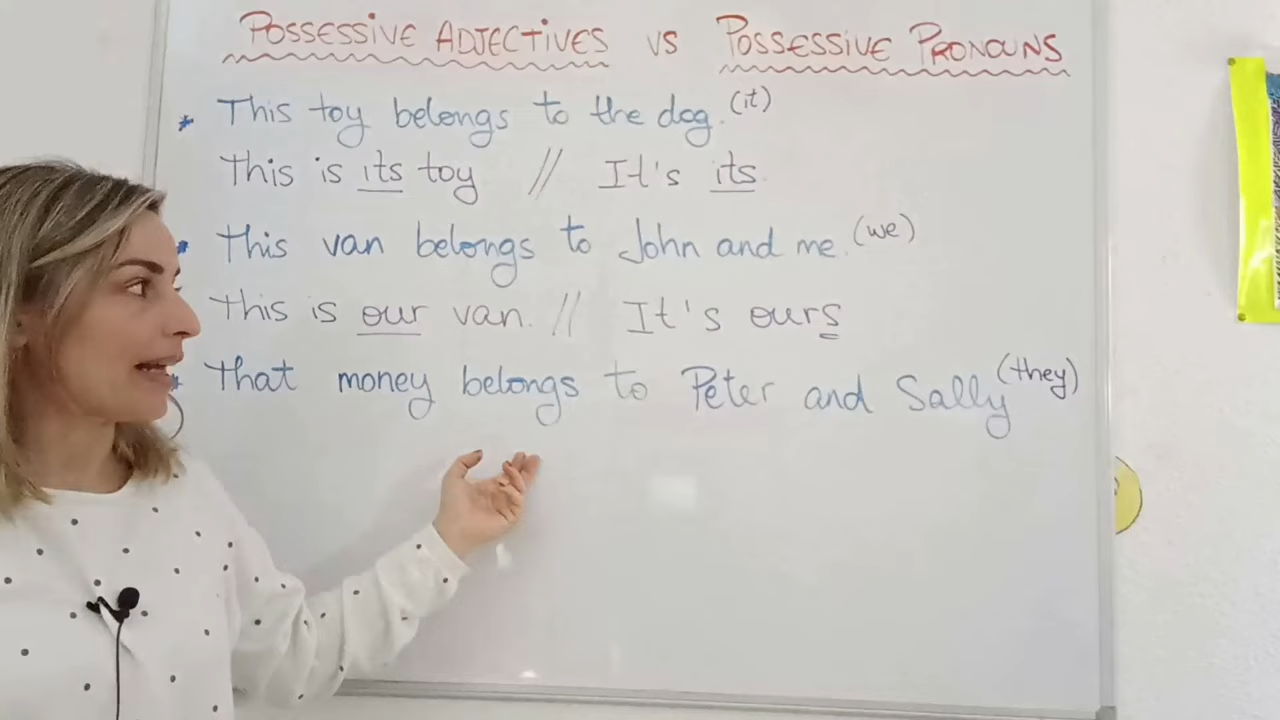 POSSESSIVE ADJECTIVES vs POSSESSIVE PRONOUNS
* This toy belongs to the dog. (it)
This is its toy // It's its.
* This van belongs to John and me. (we)
This is our van. // It's ours
* That money belongs to Peter and Sally (they)